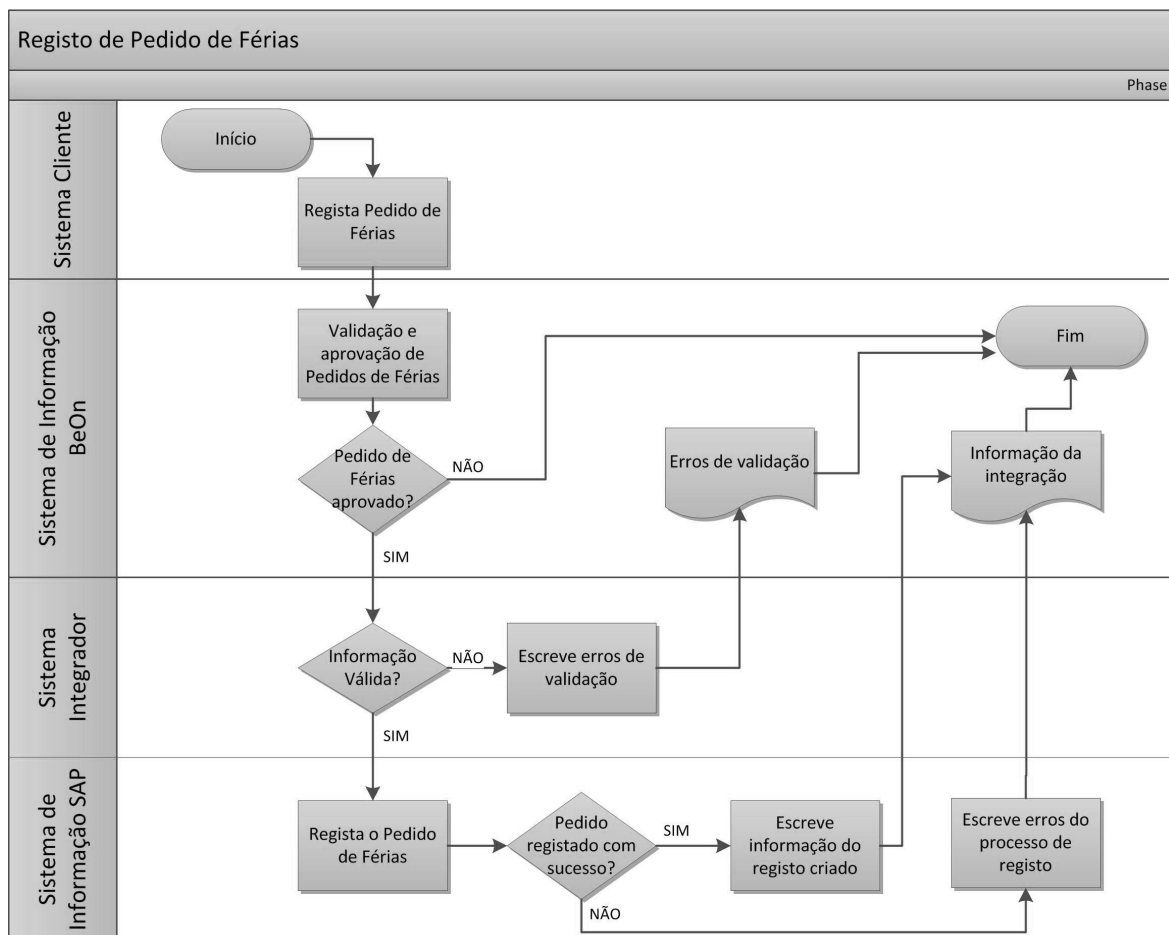 Registo de Pedido de Férias
Phase
Sistema Cliente
Início
Regista Pedido de
Férias
Sistema de Informação
BeOn
Validação e
aprovação de
Pedidos de Férias
Fim
Pedido de
Férias
aprovado?
NÃO
SIM
Erros de validação
Informação da
integração
Sistema
Integrador
Informação
Válida?
NÃO
SIM
Escreve erros de
validação
Sistema de
Informação SAP
Regista o Pedido
de Férias
Pedido
registado com
sucesso?
SIM
NÃO
Escreve
informação do
registo criado
Escreve erros do
processo de
registo